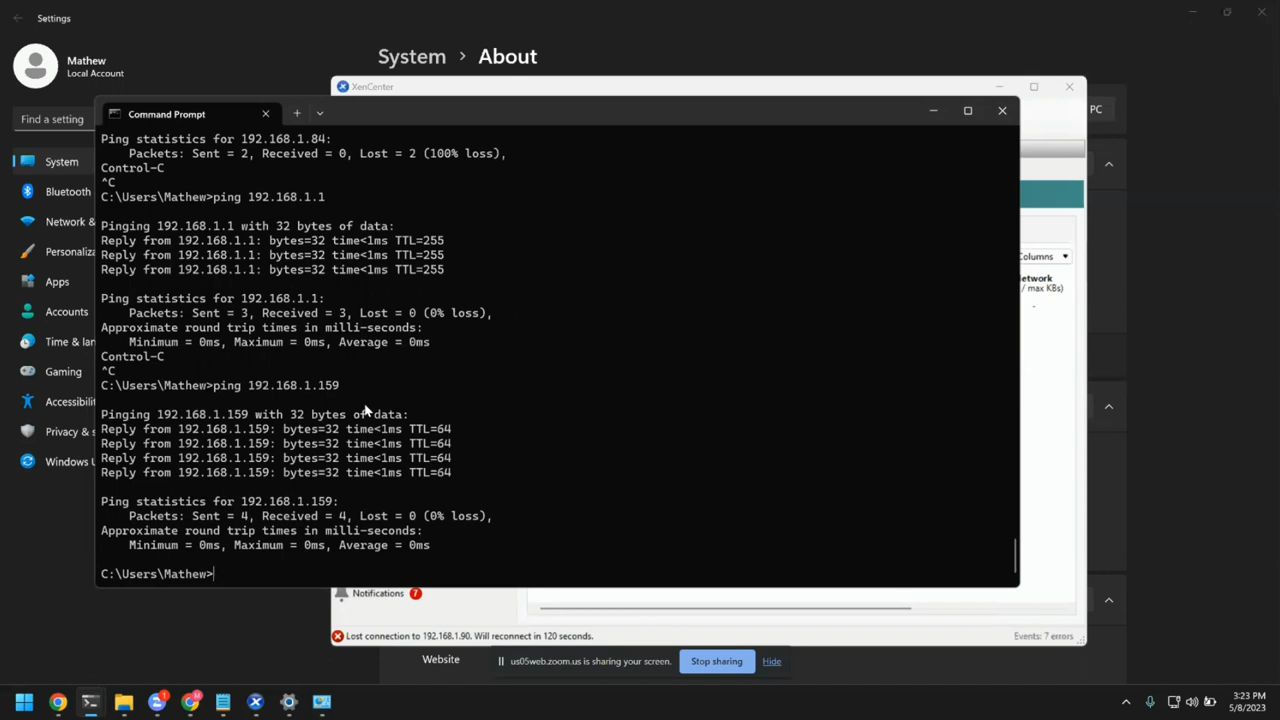 Settings
Mathew
Local Account
System > About
Find a setting
System
Bluetooth
Network &
Personaliza
Apps
Accounts
Time & lan
Gaming
Accessibili
Privacy & s
Windows U
XenCenter
PC
Columns
etwork
/ max KBs)
-
Command Prompt
Ping statistics for 192.168.1.84:
Packets: Sent = 2, Received = 0, Lost = 2 (100% loss),
Control-C
^C
C:\Users\Mathew>ping 192.168.1.1
Pinging 192.168.1.1 with 32 bytes of data:
Reply from 192.168.1.1: bytes=32 time<1ms TTL=255
Reply from 192.168.1.1: bytes=32 time<1ms TTL=255
Reply from 192.168.1.1: bytes=32 time<1ms TTL=255
Ping statistics for 192.168.1.1:
Packets: Sent = 3, Received = 3, Lost = 0 (0% loss),
Approximate round trip times in milli-seconds:
Minimum = 0ms, Maximum = 0ms, Average = 0ms
Control-C
^C
C:\Users\Mathew>ping 192.168.1.159
Pinging 192.168.1.159 with 32 bytes of data:
Reply from 192.168.1.159: bytes=32 time<1ms TTL=64
Reply from 192.168.1.159: bytes=32 time<1ms TTL=64
Reply from 192.168.1.159: bytes=32 time<1ms TTL=64
Reply from 192.168.1.159: bytes=32 time<1ms TTL=64
Ping statistics for 192.168.1.159:
Packets: Sent = 4, Received = 4, Lost = 0 (0% loss),
Approximate round trip times in milli-seconds:
Minimum = 0ms, Maximum = 0ms, Average = 0ms
C:\Users\Mathew>
Notifications 7
Lost connection to 192.168.1.90. Will reconnect in 120 seconds.
Events: 7 errors
Website
us05web.zoom.us is sharing your screen.
Stop sharing
Hide
1
M
3:23 PM
5/8/2023